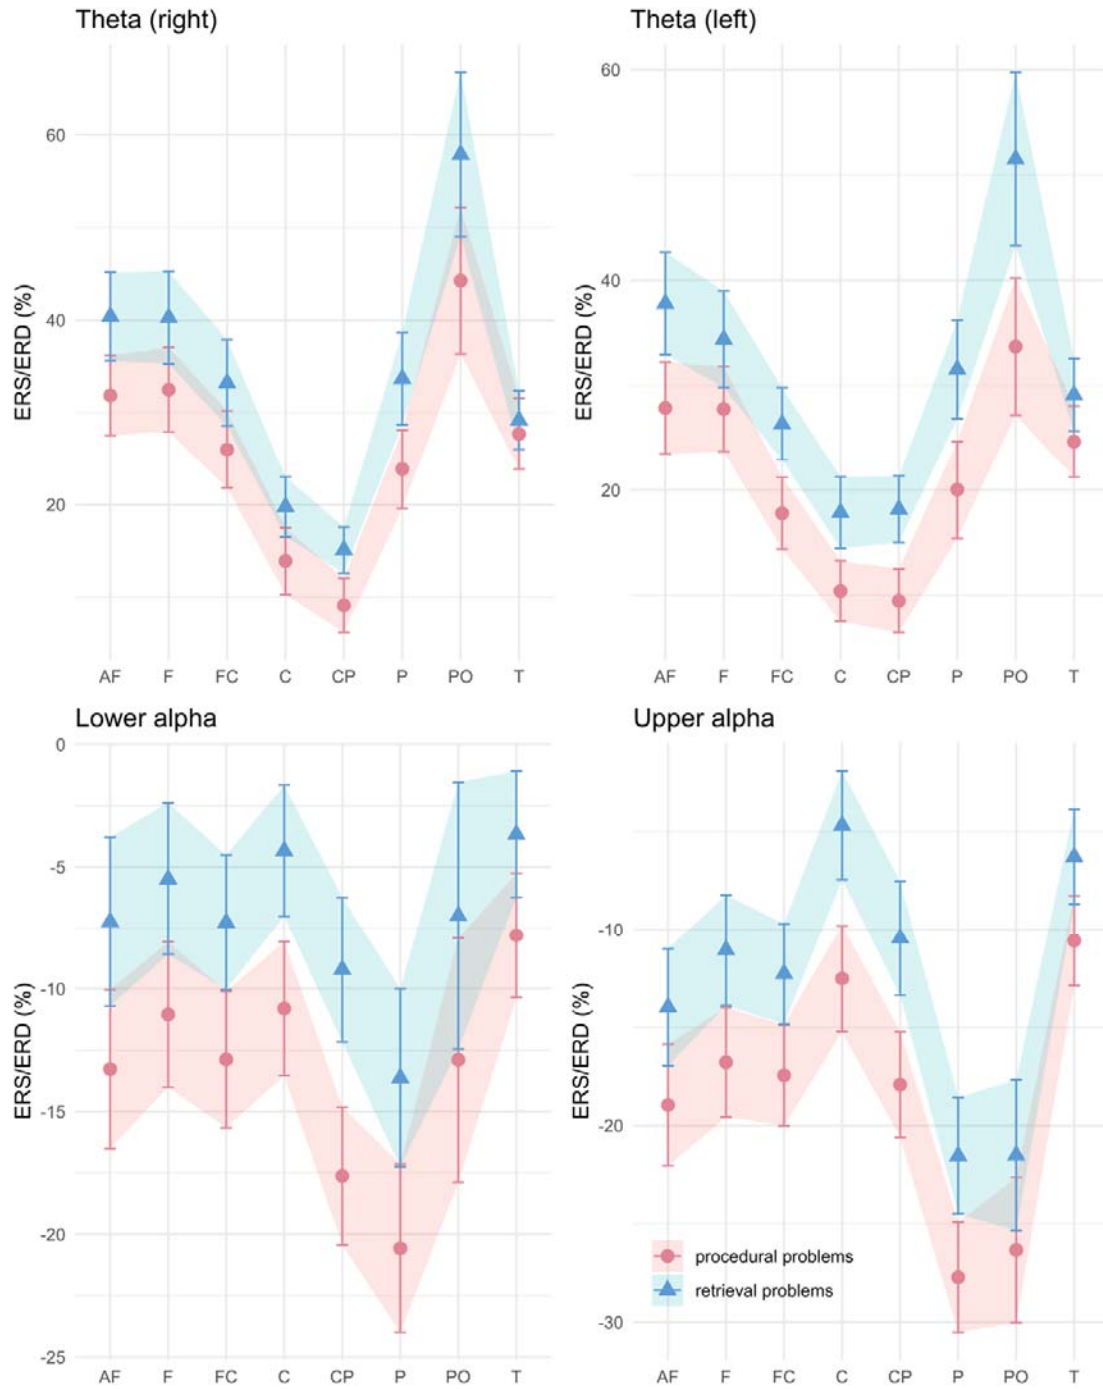 Theta (right)
Theta (left)
ERS/ERD (%)
60
40
20
AF F FC C CP P PO T
ERS/ERD (%)
60
40
20
AF F FC C CP P PO T
Lower alpha
Upper alpha
ERS/ERD (%)
0
-5
-10
-15
-20
-25
AF F FC C CP P PO T
ERS/ERD (%)
-10
-20
-30
procedural problems
retrieval problems
AF F FC C CP P PO T